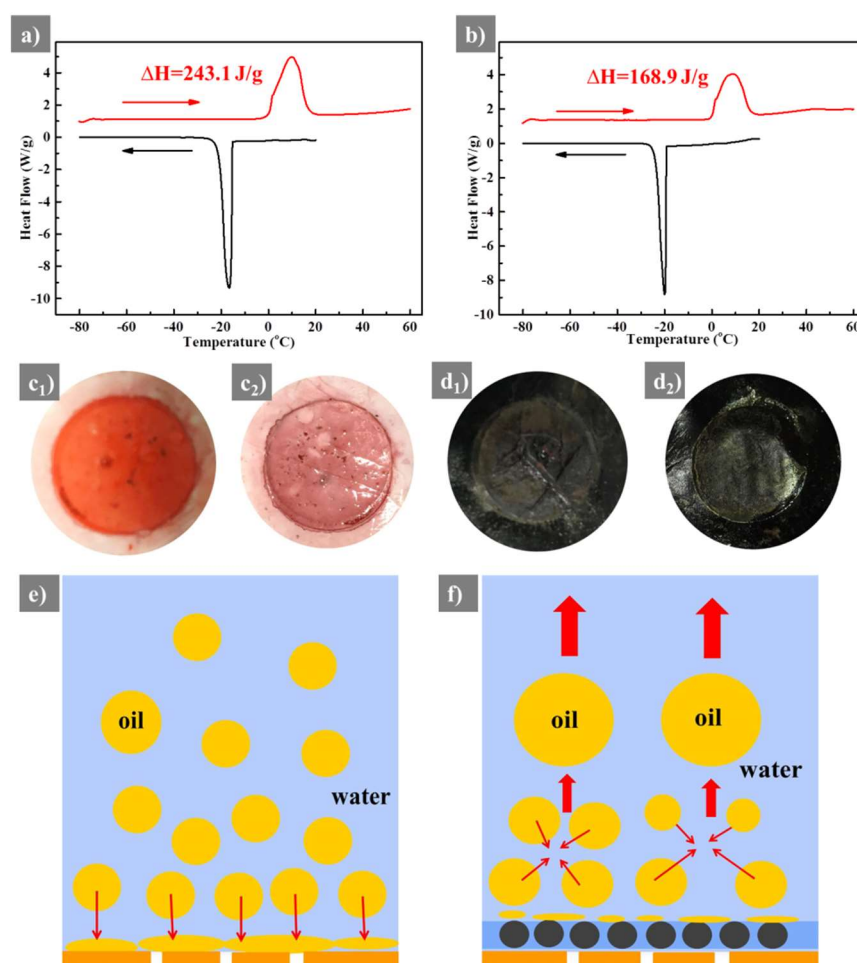 a)
ΔH=243.1 J/g
Heat Flow (W/g)
4
2
0
-2
-4
-6
-8
-10
-80 -60 -40 -20 0 20 40 60
Temperature (°C)
b)
ΔH=168.9 J/g
Heat Flow (W/g)
6
4
2
0
-2
-4
-6
-8
-10
-80 -60 -40 -20 0 20 40 60
Temperature (°C)
c₁)
c₂)
d₁)
d₂)
e)
oil
water
f)
oil oil
water